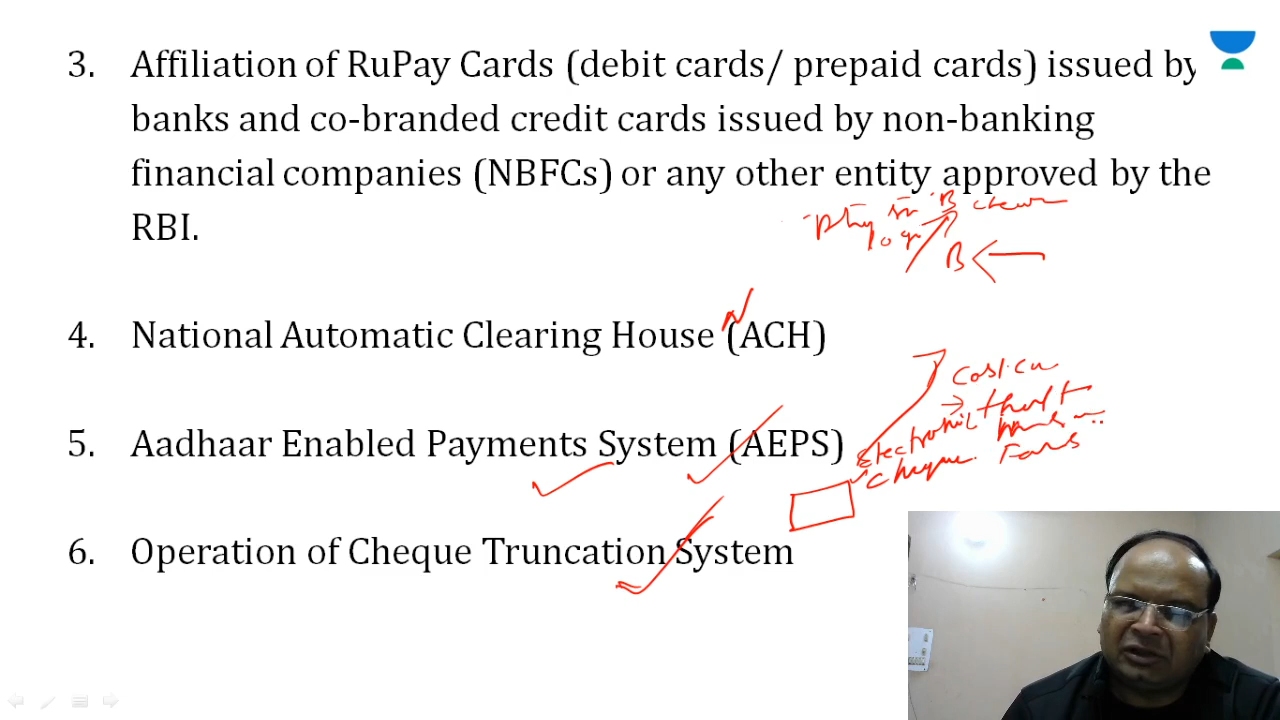 3. Affiliation of RuPay Cards (debit cards/ prepaid cards) issued by
banks and co-branded credit cards issued by non-banking
financial companies (NBFCs) or any other entity approved by the
RBI.
B
B
4. National Automatic Clearing House (ACH)
N
theft
5. Aadhaar Enabled Payments System (AEPS)
Electronic
cheque
6. Operation of Cheque Truncation System